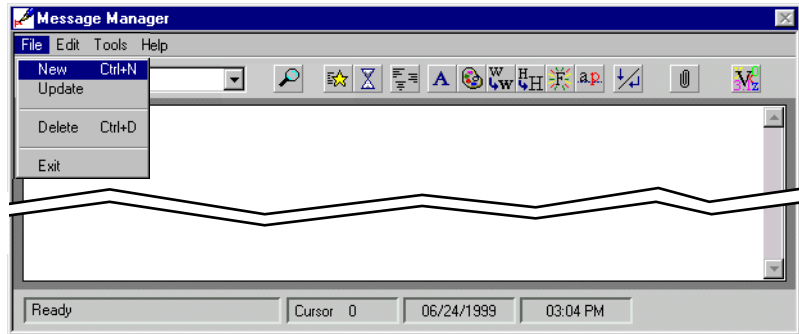 Message Manager
File Edit Tools Help
New Ctrl+N
Update
Delete Ctrl+D
Exit
A W W H H F a.p.
Ready Cursor 0 06/24/1999 03:04 PM